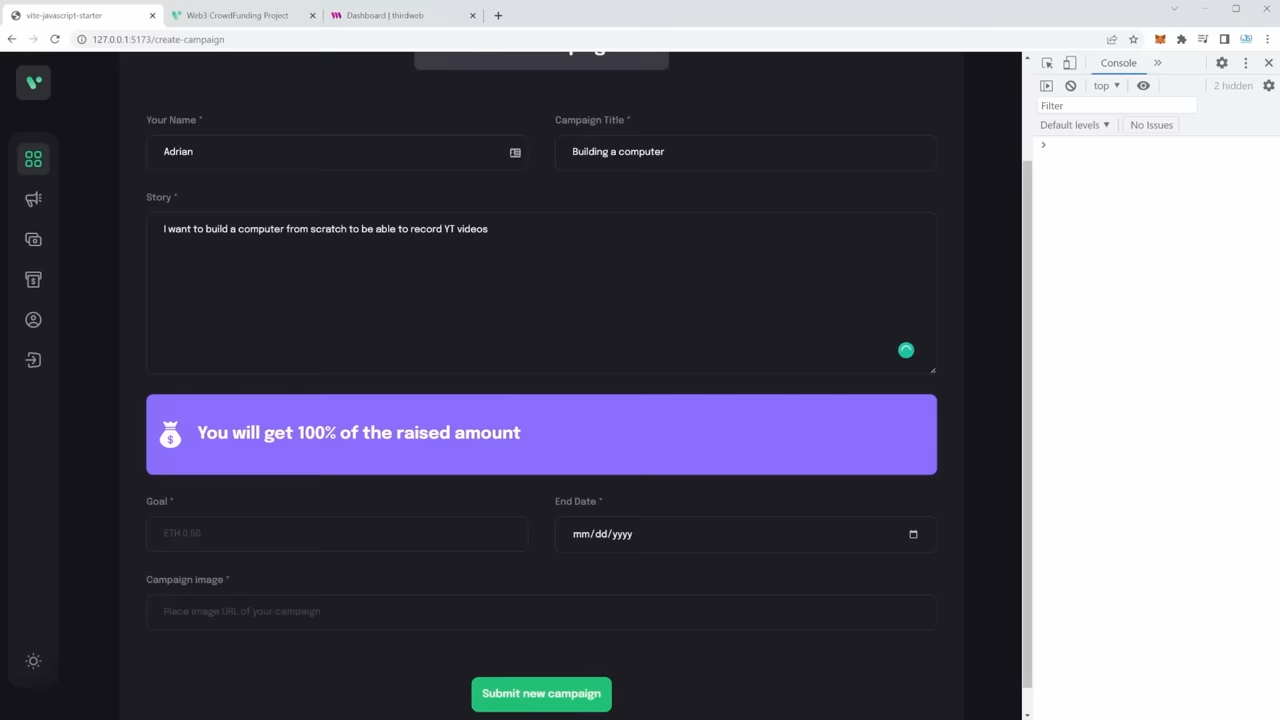 vite-javascript-starter
Web3 CrowdFunding Project
Dashboard | thirdweb
127.0.0.1:5173/create-campaign
Console
top
2 hidden
Filter
Default levels
No Issues
Your Name *
Campaign Title *
Adrian
Building a computer
Story *
I want to build a computer from scratch to be able to record YT videos
You will get 100% of the raised amount
Goal *
End Date *
ETH 0.50
mm/dd/yyyy
Campaign image *
Place image URL of your campaign
Submit new campaign